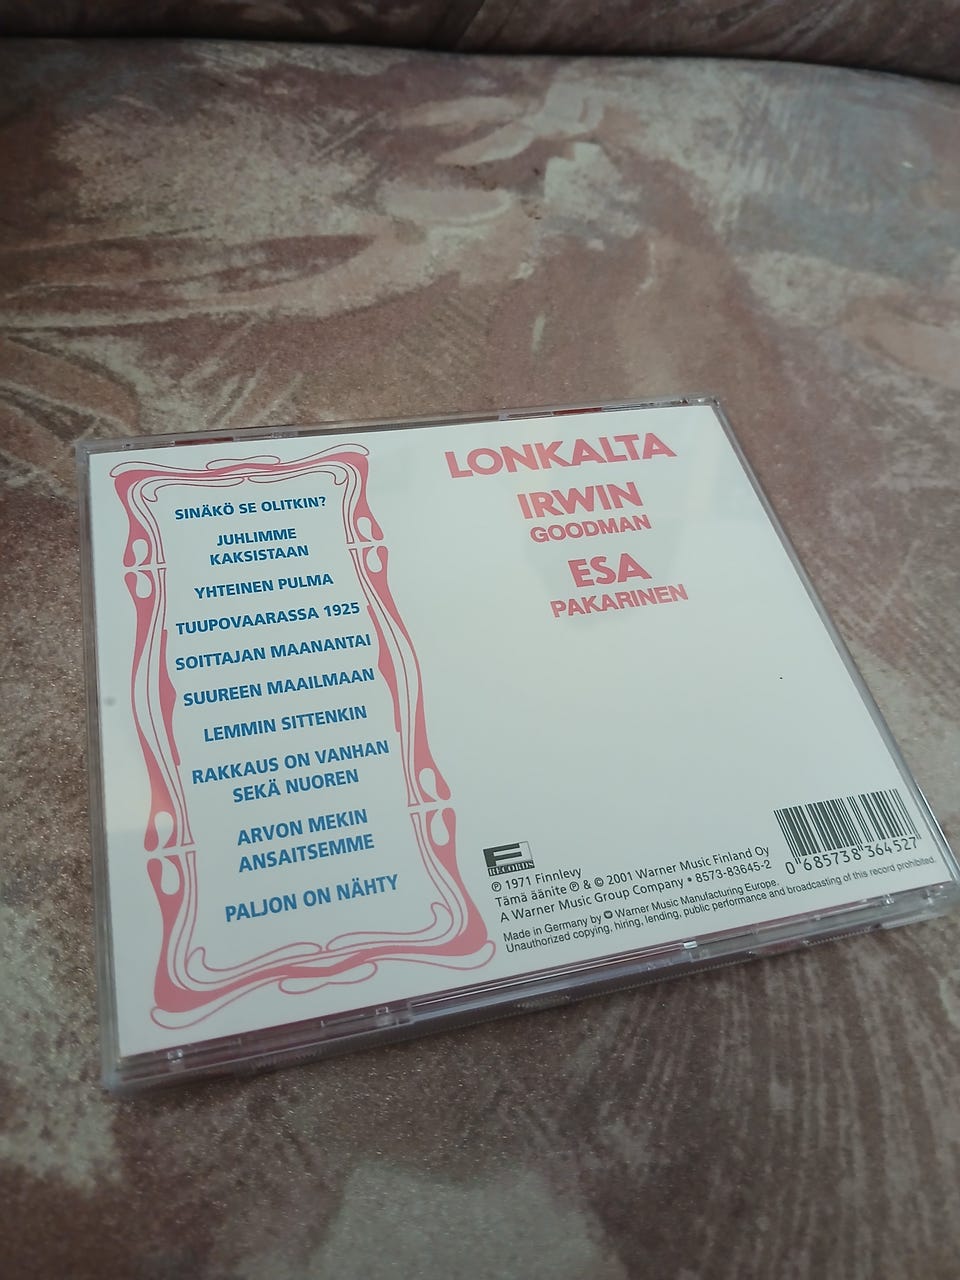 SINÄKÖ SE OLITKIN?
JUHLIMME
KAKSISTAAN
YHTEINEN PULMA
TUUPOVAARASSA 1925
SOITTAJAN MAANANTAI
SUUREEN MAAILMAAN
LEMMIN SITTENKIN
RAKKAUS ON VANHAN
SEKÄ NUOREN
ARVON MEKIN
ANSAITSEMME
PALJON ON NÄHTY
LONKALTA
IRWIN
GOODMAN
ESA
PAKARINEN
RECORDS
℗ 1971 Finnlevy
Tämä äänite ℗ & © 2001 Warner Music Finland Oy
A Warner Music Group Company • 8573-83645-2
Made in Germany by Warner Music Manufacturing Europe.
Unauthorized copying, hiring, lending, public performance and broadcasting of this record prohibited.
0 685738 364527